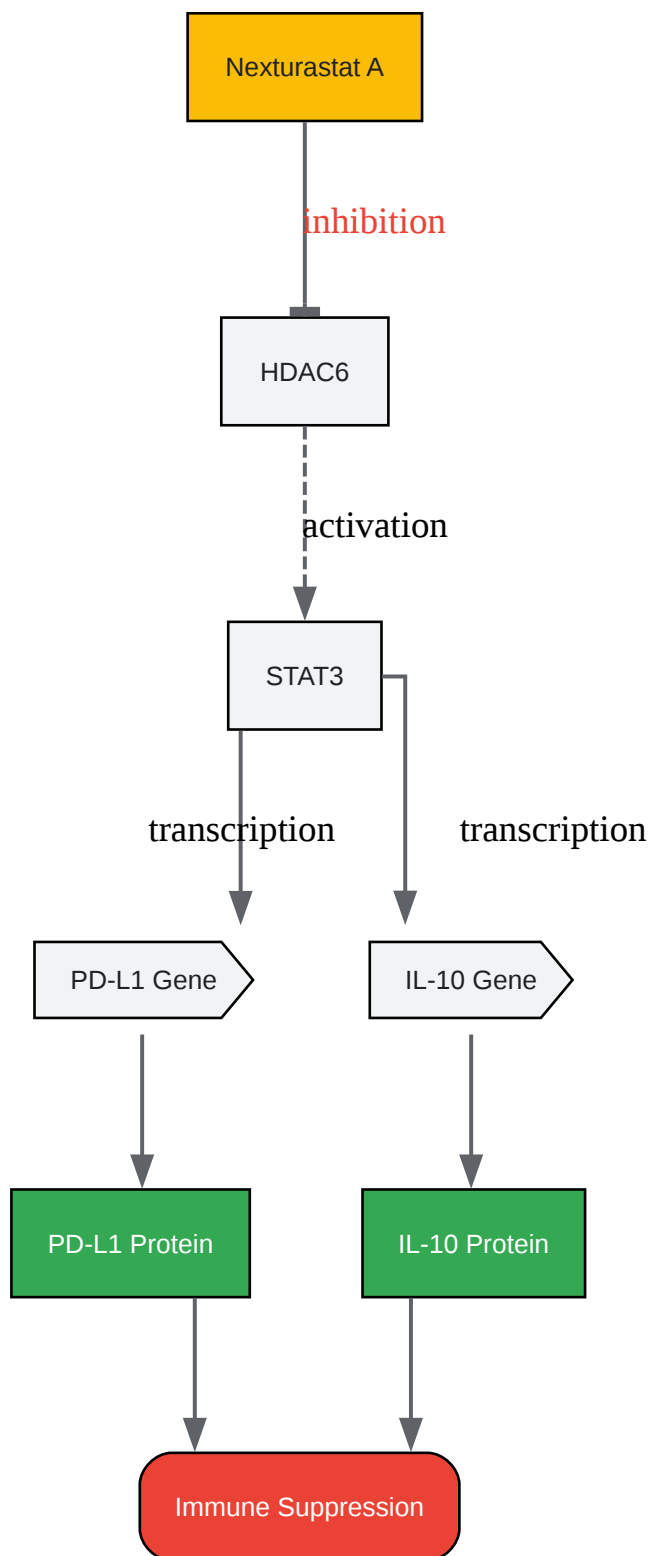 Nexturastat A
inhibition
HDAC6
activation
STAT3
transcription
transcription
PD-L1 Gene
IL-10 Gene
PD-L1 Protein
IL-10 Protein
Immune Suppression